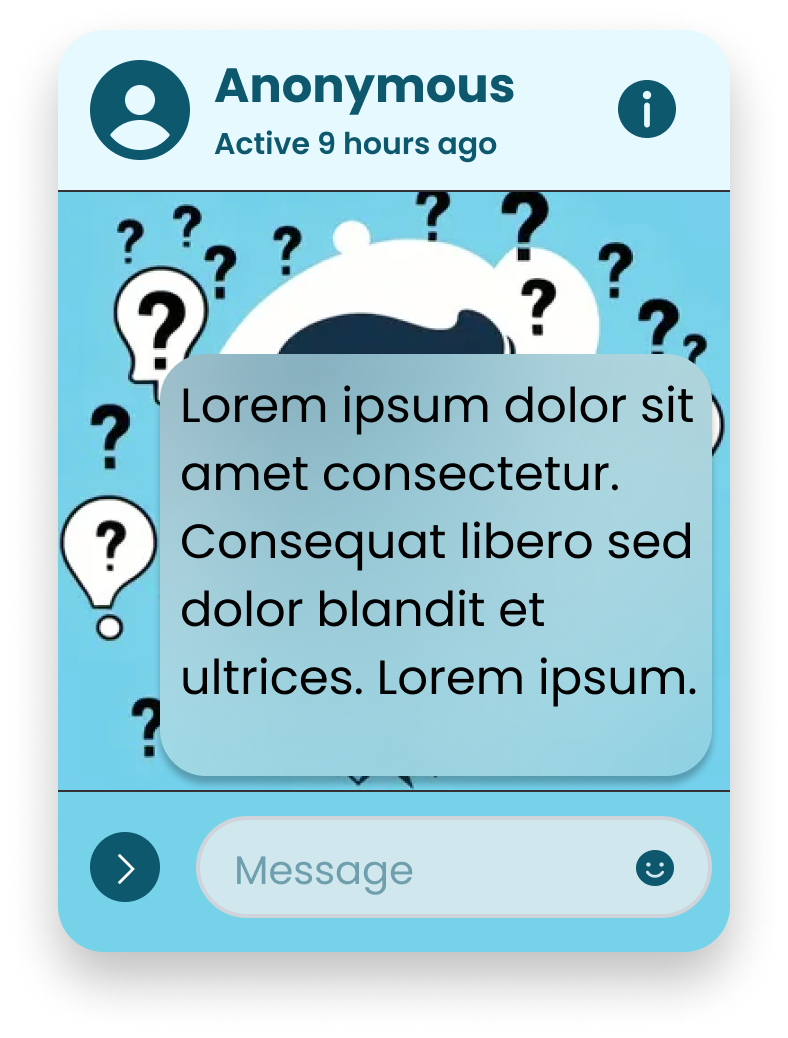 Anonymous
Active 9 hours ago
? ? ? ? ? ? ? ? ? ? ? ?
Lorem ipsum dolor sit
amet consectetur.
Consequat libero sed
dolor blandit et
ultrices. Lorem ipsum.
?
?
?
Message